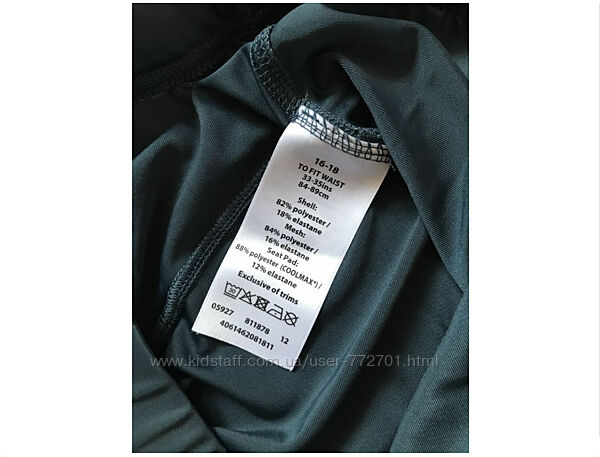 16-18
TO FIT WAIST
33-35ins
84-89cm
Shell:
82% polyester /
18% elastane
Mesh:
84% polyester /
16% elastane
Seat Pad:
88% polyester (COOLMAX®) /
12% elastane
Exclusive of trims
30
05927 811878 12
4061462081811
www.kidstaff.com.ua/user-772701.html